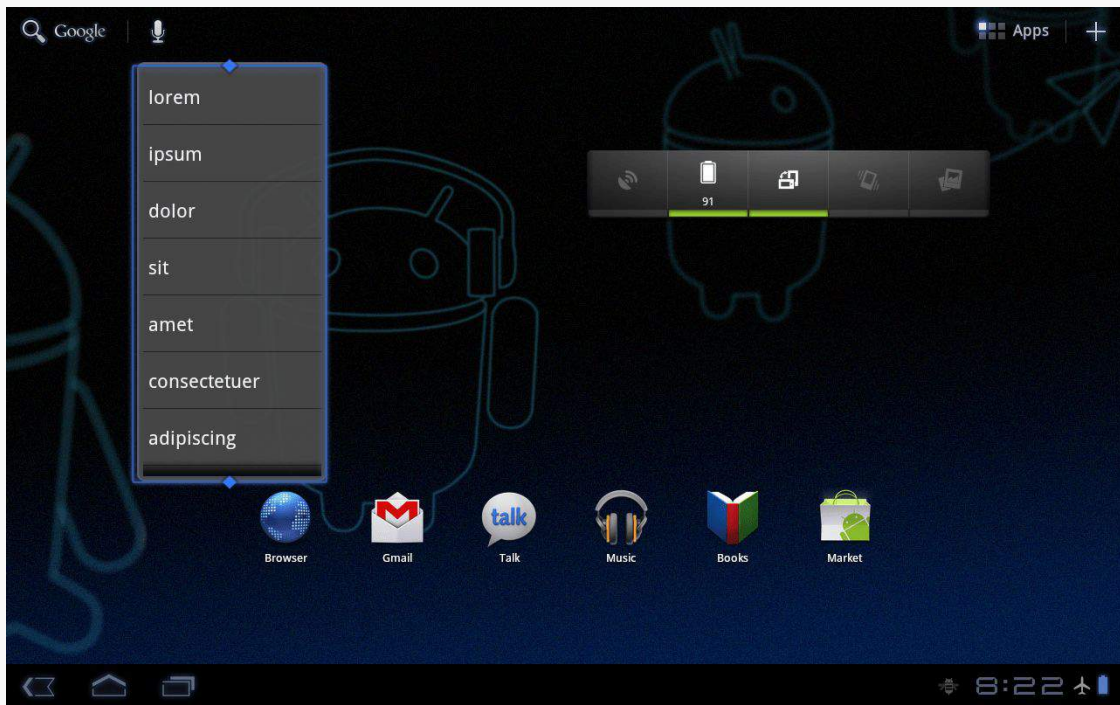 Google
Apps
lorem
ipsum
dolor
sit
amet
consectetuer
adipiscing
91
talk
Browser
Gmail
Talk
Music
Books
Market
8:22